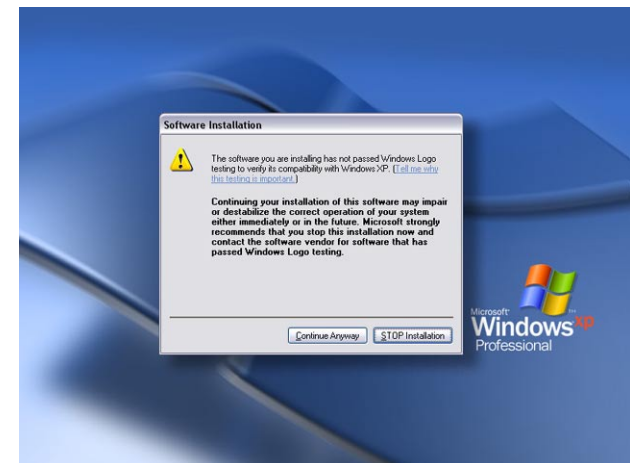 Software Installation
The software you are installing has not passed Windows Logo
testing to verify its compatibility with Windows XP. (Tell me why
this testing is important.)
Continuing your installation of this software may impair
or destabilize the correct operation of your system
either immediately or in the future. Microsoft strongly
recommends that you stop this installation now and
contact the software vendor for software that has
passed Windows Logo testing.
Continue Anyway
STOP Installation
Microsoft
Windows xp
Professional